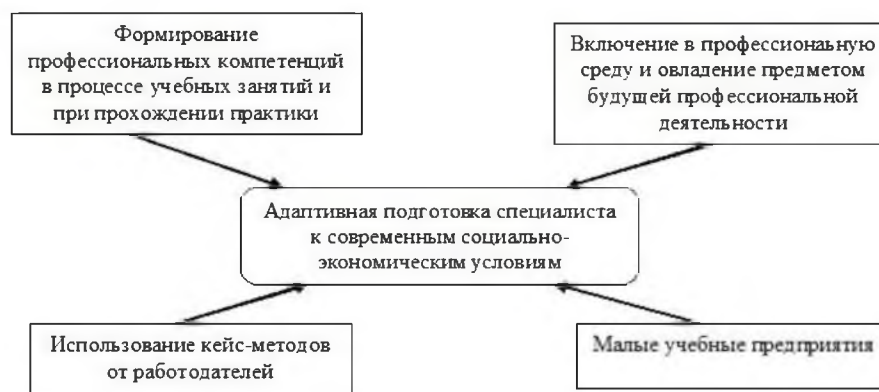 Формирование
профессиональных компетенций
в процессе учебных занятий и
при прохождении практики
Включение в профессиоańную
среду и овладение предметом
будущей профессиональной
деятельности
Адаптивная подготовка специалиста
к современным социально-
экономическим условиям
Использование кейс-методов
от работодателей
Малые учебные предприятия